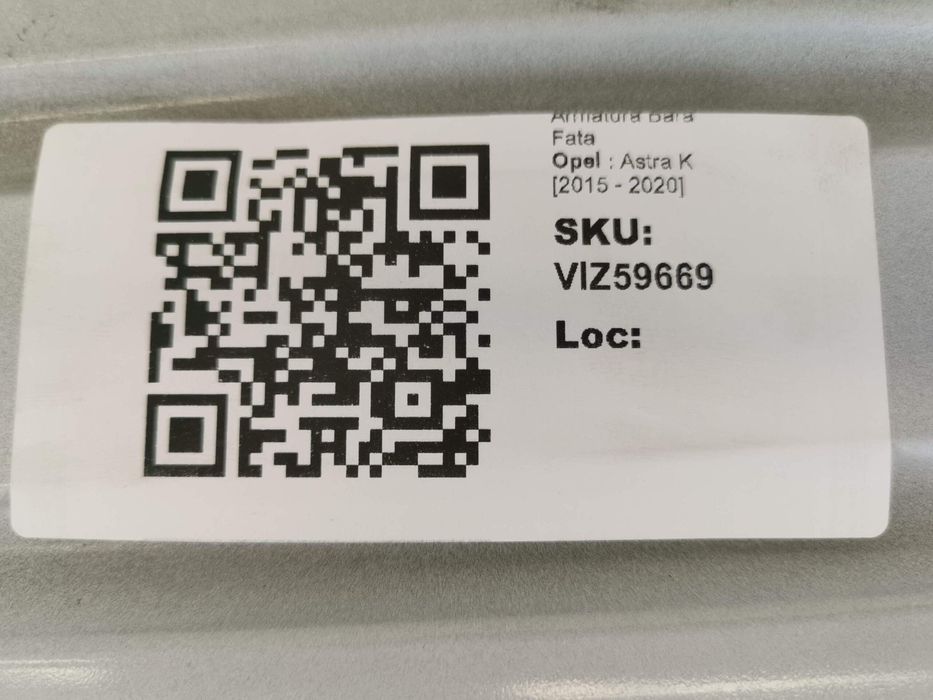 Armatura Bara
Fata
Opel : Astra K
[2015 - 2020]
SKU:
VIZ59669
Loc: